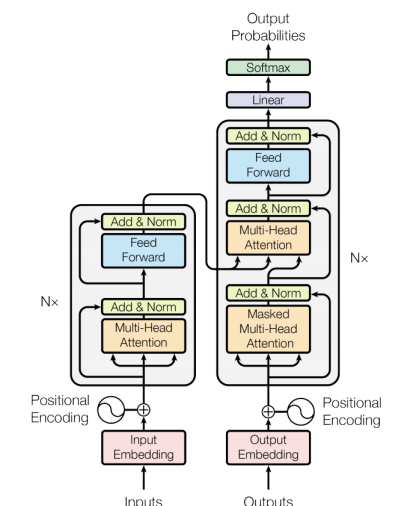 Output
Probabilities
Softmax
Linear
Add & Norm
Feed
Forward
Add & Norm
Multi-Head
Attention
Add & Norm
Masked
Multi-Head
Attention
N×
Add & Norm
Feed
Forward
Add & Norm
Multi-Head
Attention
N×
Positional
Encoding
Positional
Encoding
Input
Embedding
Output
Embedding
Inputs
Outputs